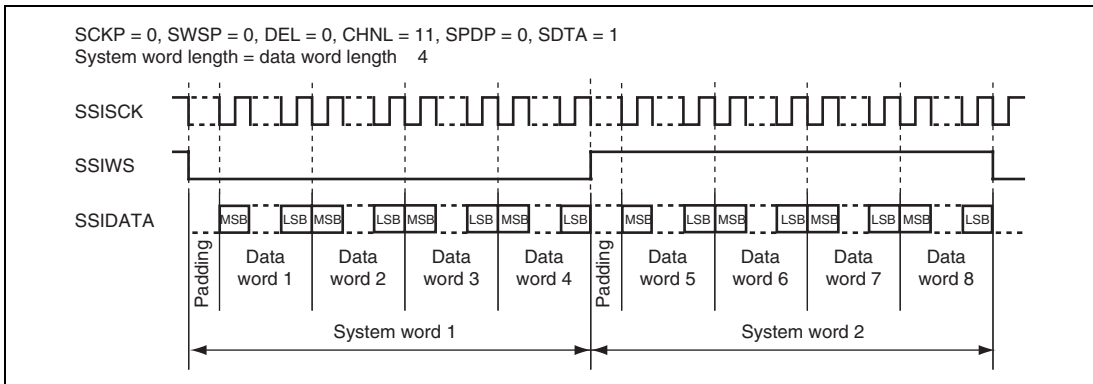 SCKP = 0, SWSP = 0, DEL = 0, CHNL = 11, SPDP = 0, SDTA = 1
System word length = data word length 4
SSISCK
SSIWS
SSIDATA
MSB LSB MSB LSB MSB LSB MSB LSB MSB LSB MSB LSB MSB LSB MSB LSB
Padding Data word 1 Data word 2 Data word 3 Data word 4 Padding Data word 5 Data word 6 Data word 7 Data word 8
System word 1 System word 2